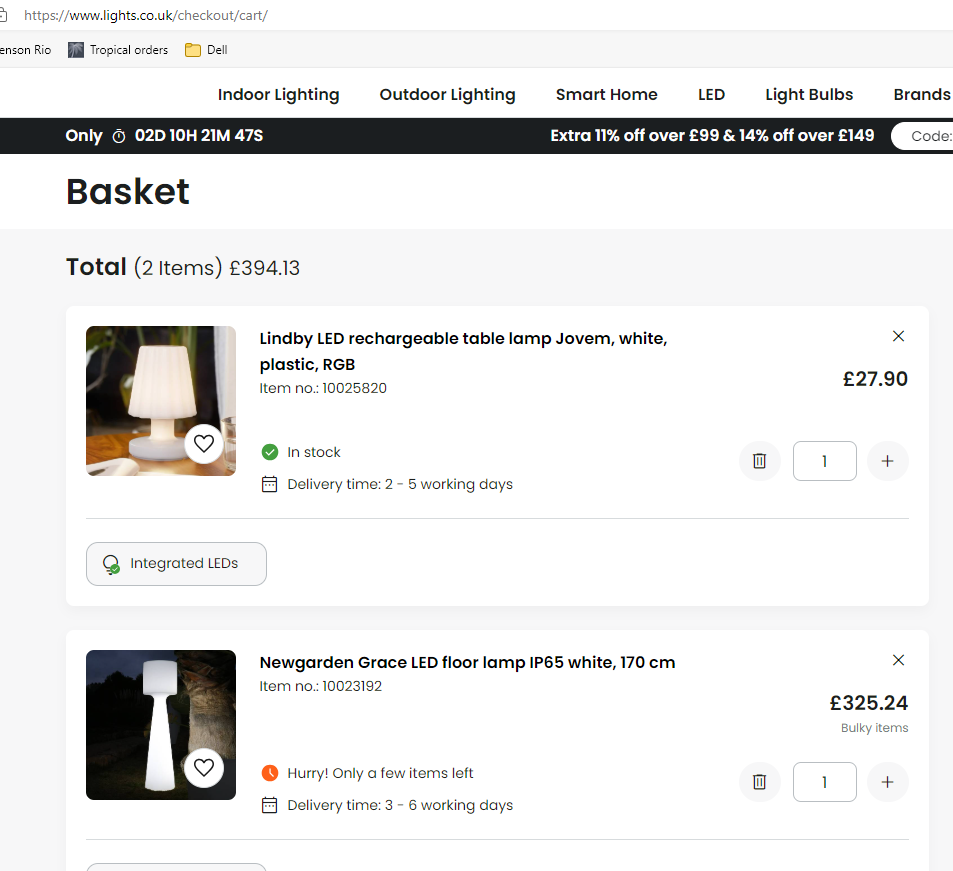 https://www.lights.co.uk/checkout/cart/
enson Rio Tropical orders Dell
Indoor Lighting Outdoor Lighting Smart Home LED Light Bulbs Brands
Only 02D 10H 21M 47S Extra 11% off over £99 & 14% off over £149 Code:
Basket
Total (2 Items) £394.13
Lindby LED rechargeable table lamp Jovem, white,
plastic, RGB
Item no.: 10025820
£27.90
In stock
Delivery time: 2 - 5 working days
1
Integrated LEDs
Newgarden Grace LED floor lamp IP65 white, 170 cm
Item no.: 10023192
£325.24
Bulky items
Hurry! Only a few items left
Delivery time: 3 - 6 working days
1